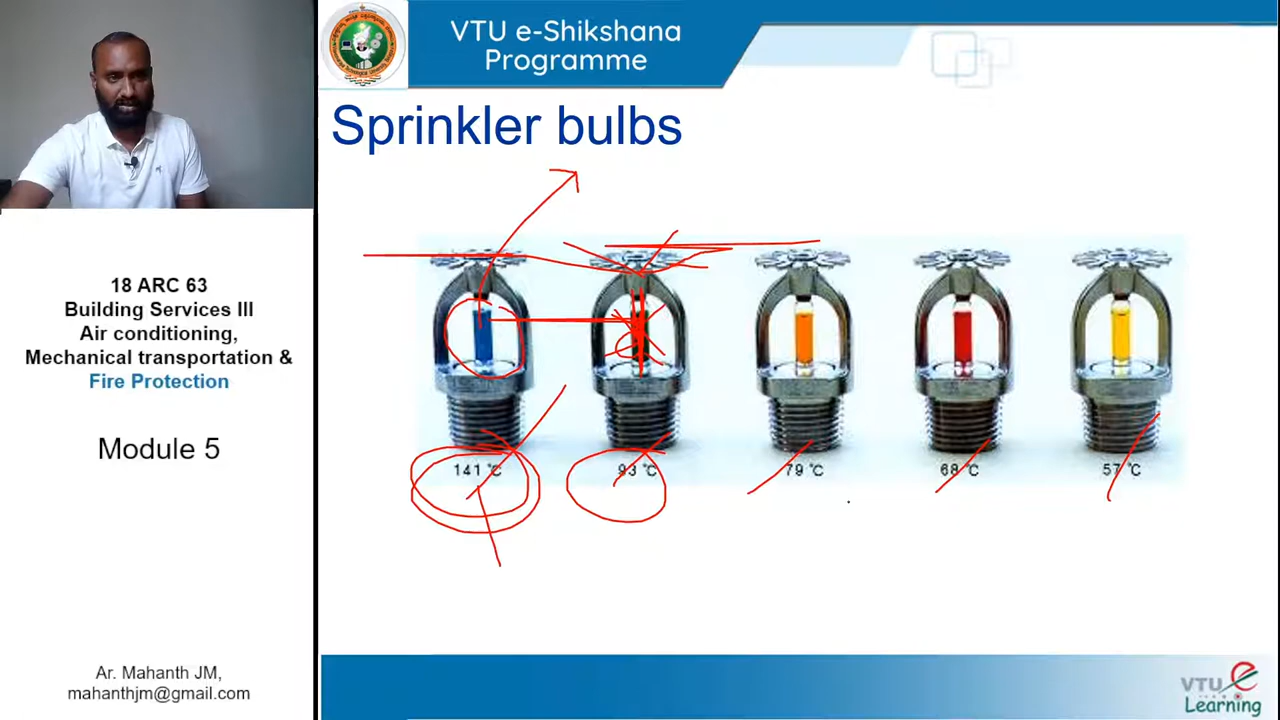 VTU e-Shikshana
Programme
Sprinkler bulbs
18 ARC 63
Building Services III
Air conditioning,
Mechanical transportation &
Fire Protection
Module 5
141 °C
93 °C
79 °C
68 °C
57 °C
Ar. Mahanth JM,
mahanthjm@gmail.com
VTU e
Learning